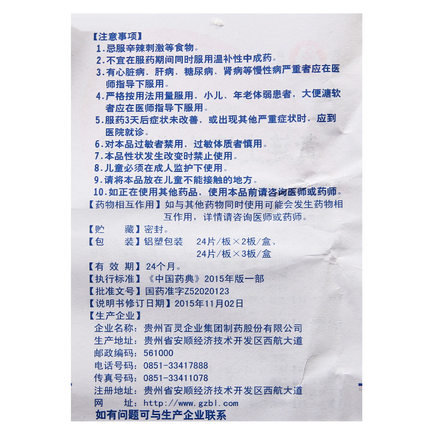 【注意事项】
1.忌服辛辣刺激等食物。
2.不宜在服药期间同时服用温补性中成药。
3.有心脏病、肝病、糖尿病、肾病等慢性病严重者应在医
师指导下服用。
4.严格按用法用量服用，小儿、年老体弱患者，大便溏软
者应在医师指导下服用。
5.服药3天后症状未改善，或出现其他严重症状时，应到
医院就诊。
6.对本品过敏者禁用，过敏体质者慎用。
7.本品性状发生改变时禁止使用。
8.儿童必须在成人监护下使用。
9.请将本品放在儿童不能接触的地方。
10.如正在使用其他药品，使用本品前请咨询医师或药师。
【药物相互作用】如与其他药物同时使用可能会发生药物相
互作用，详情请咨询医师或药师。
【贮 藏】密封。
【包 装】铝塑包装 24片/板×2板/盒，
24片/板×3板/盒
【有 效 期】24个月。
【执行标准】《中国药典》2015年版一部
【批准文号】国药准字Z52020123
【说明书修订日期】2015年11月02日
【生产企业】
企业名称：贵州百灵企业集团制药股份有限公司
生产地址：贵州省安顺经济技术开发区西航大道
邮政编码：561000
电话号码：0851-33417888
传真号码：0851-33411078
注册地址：贵州省安顺经济技术开发区西航大道
网 址：http://www.gzbl.com
如有问题可与生产企业联系